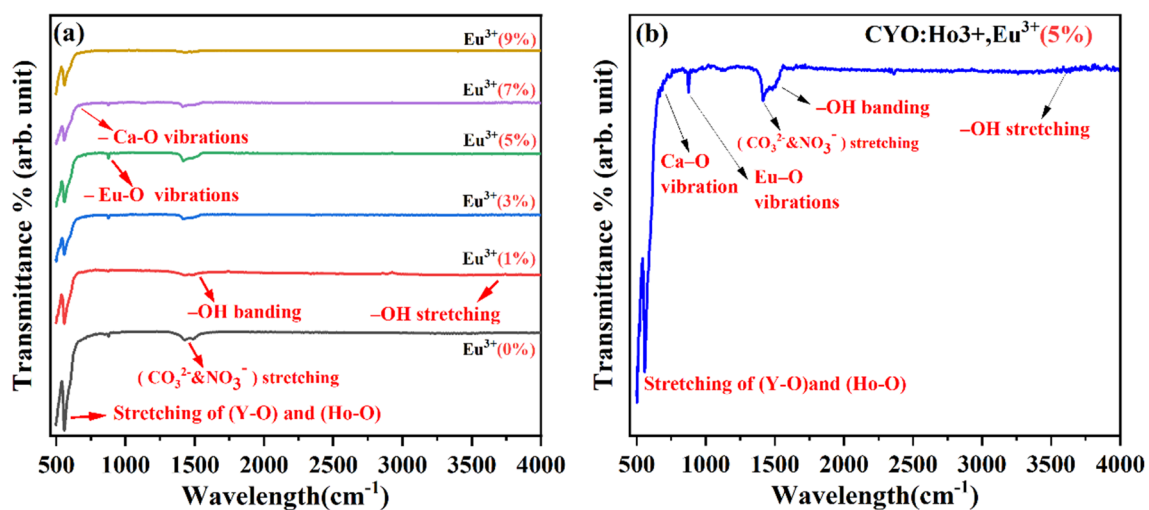 (a)
Eu³⁺(9%)
Eu³⁺(7%)
– Ca-O vibrations
Eu³⁺(5%)
– Eu-O vibrations
Eu³⁺(3%)
Eu³⁺(1%)
–OH banding
–OH stretching
Eu³⁺(0%)
( CO₃²⁻&NO₃⁻ ) stretching
Stretching of (Y-O) and (Ho-O)
Transmittance % (arb. unit)
500 1000 1500 2000 2500 3000 3500 4000
Wavelength(cm⁻¹)
(b)
CYO:Ho3+,Eu³⁺(5%)
–OH banding
–OH stretching
( CO₃²⁻&NO₃⁻ ) stretching
Ca–O
vibration
Eu–O
vibrations
Stretching of (Y-O)and (Ho-O)
Transmittance % (arb. unit)
500 1000 1500 2000 2500 3000 3500 4000
Wavelength(cm⁻¹)